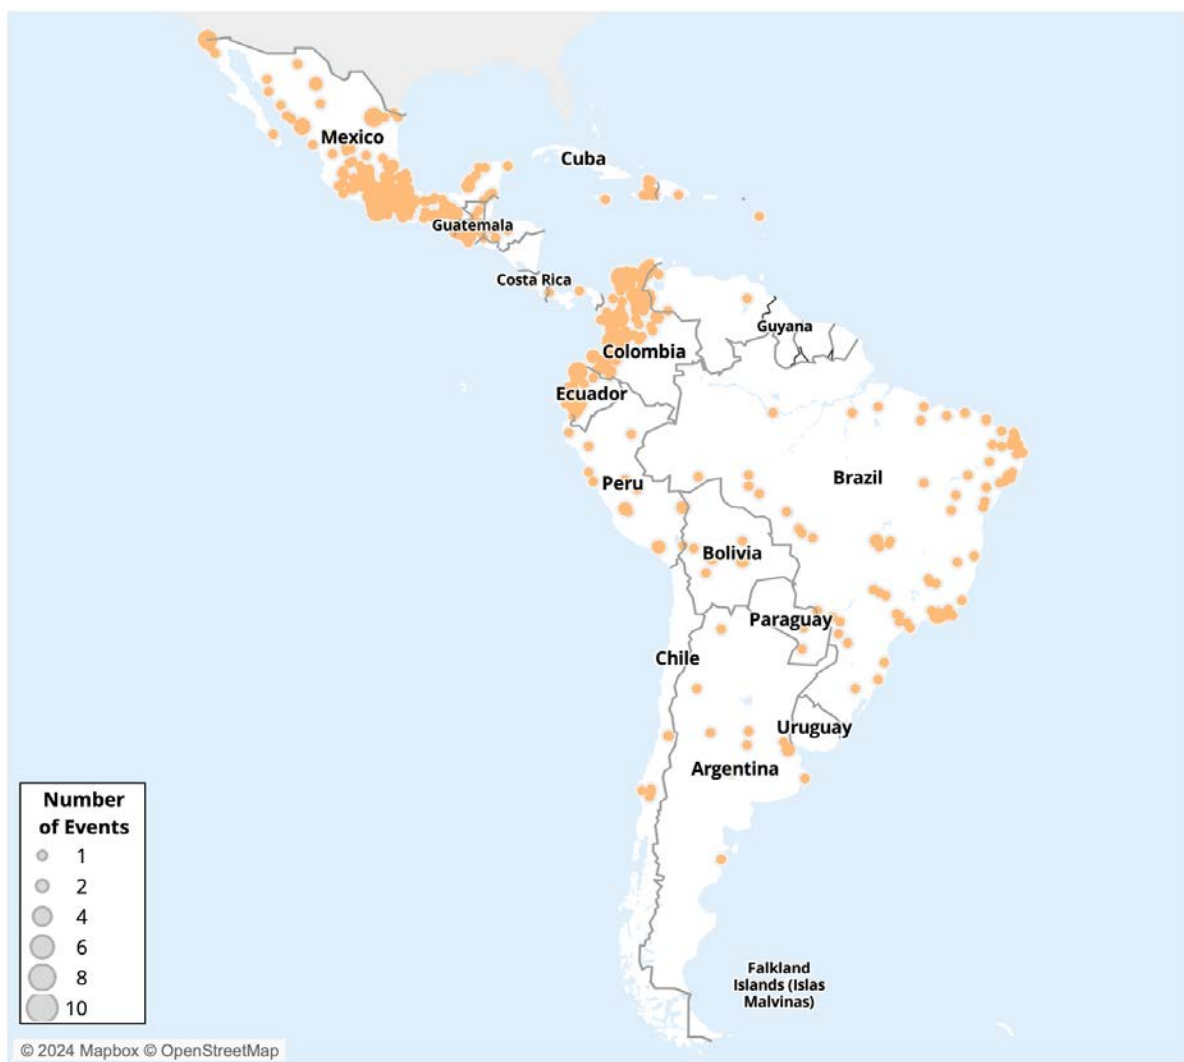 Mexico
Cuba
Guatemala
Costa Rica
Guyana
Colombia
Ecuador
Brazil
Peru
Bolivia
Paraguay
Chile
Uruguay
Argentina
Number
of Events
1
2
4
6
8
10
Falkland
Islands (Islas
Malvinas)
© 2024 Mapbox © OpenStreetMap